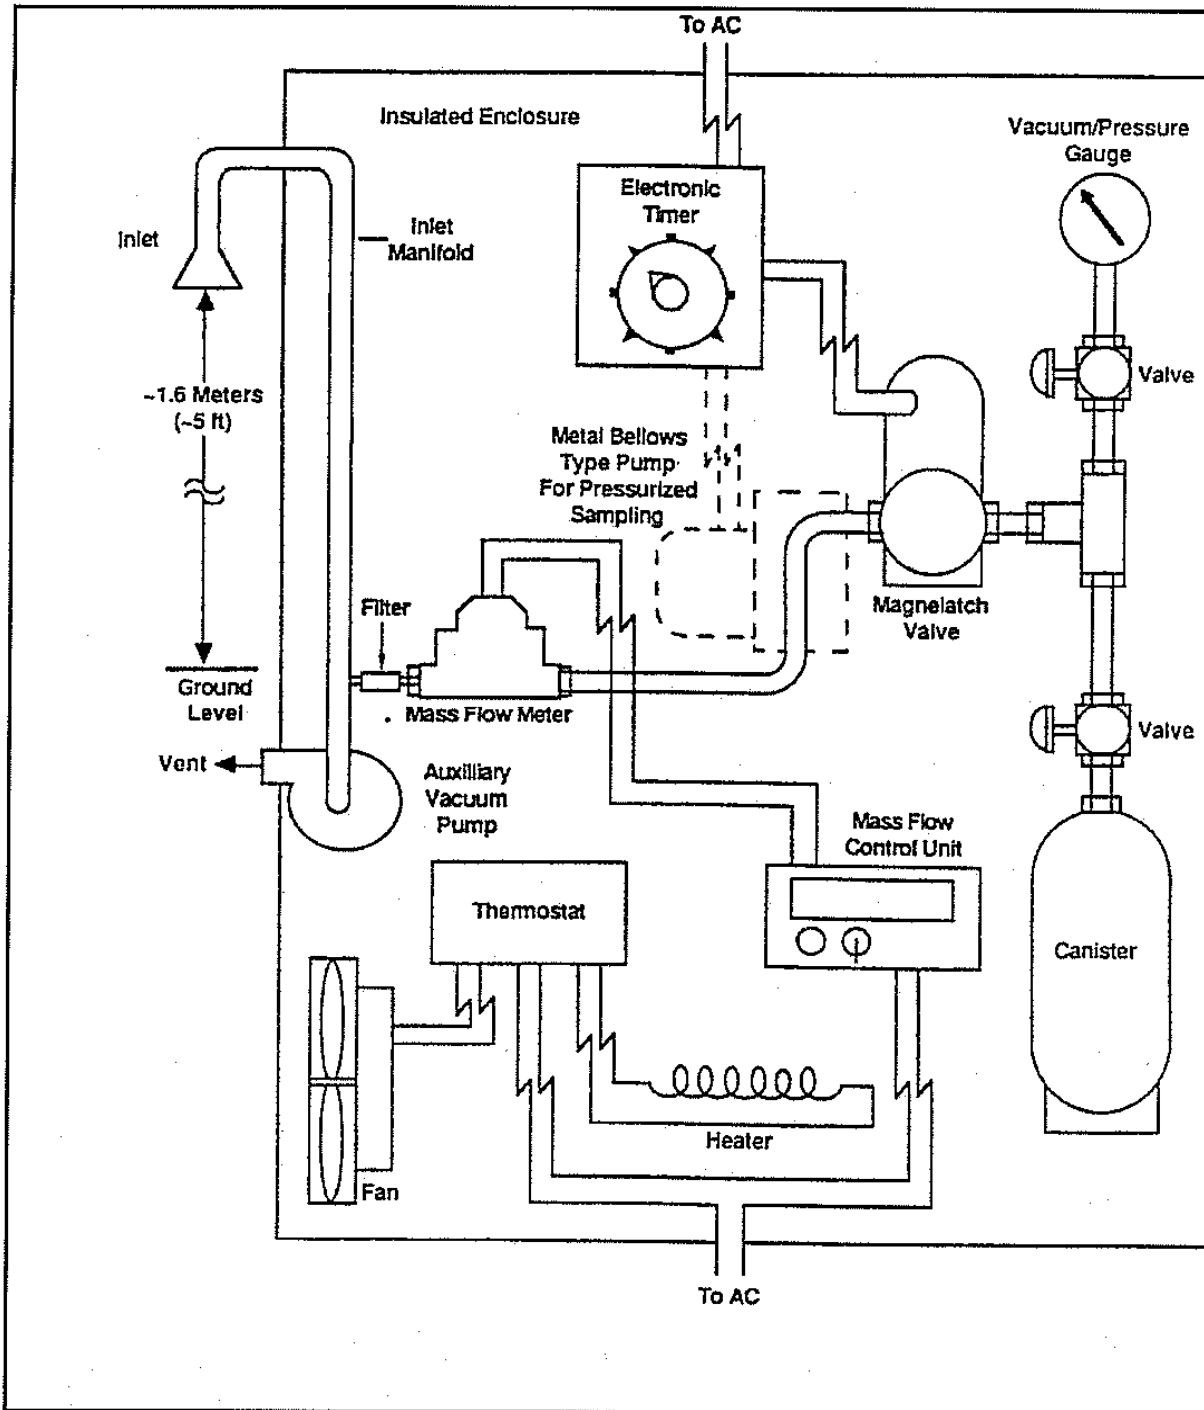 To AC
Insulated Enclosure
Vacuum/Pressure
Gauge
Electronic
Timer
Inlet
Inlet
Manifold
Valve
~1.6 Meters
(~5 ft)
Metal Bellows
Type Pump
For Pressurized
Sampling
Magnelatch
Valve
Filter
Ground
Level
Mass Flow Meter
Valve
Vent
Auxilliary
Vacuum
Pump
Mass Flow
Control Unit
Thermostat
Canister
Heater
Fan
To AC